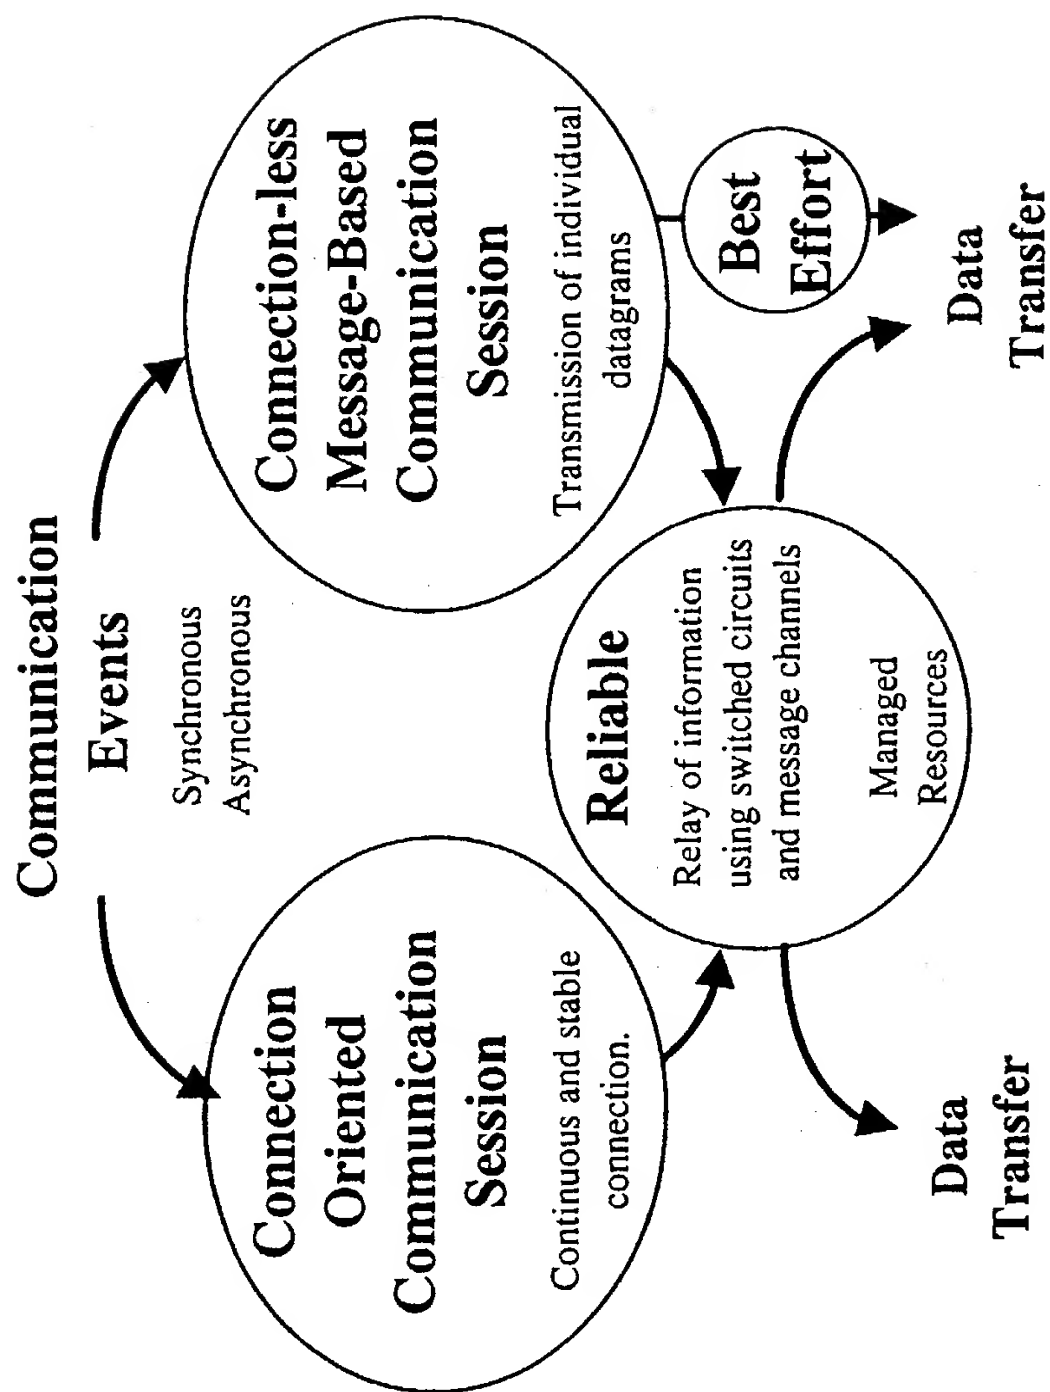 Communication
Events
Synchronous
Asynchronous
Connection
Oriented
Communication
Session
Continuous and stable
connection.
Connection-less
Message-Based
Communication
Session
Transmission of individual
datagrams
Reliable
Relay of information
using switched circuits
and message channels
Managed
Resources
Best
Effort
Data
Transfer
Data
Transfer